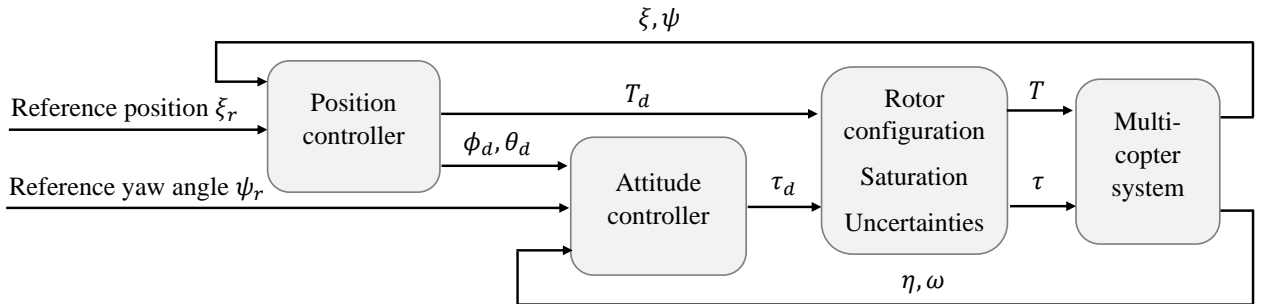 ξ, ψ
Reference position ξ_r
Position
controller
T_d
ϕ_d, θ_d
Reference yaw angle ψ_r
Attitude
controller
τ_d
Rotor
configuration
Saturation
Uncertainties
T
τ
Multi-
copter
system
η, ω